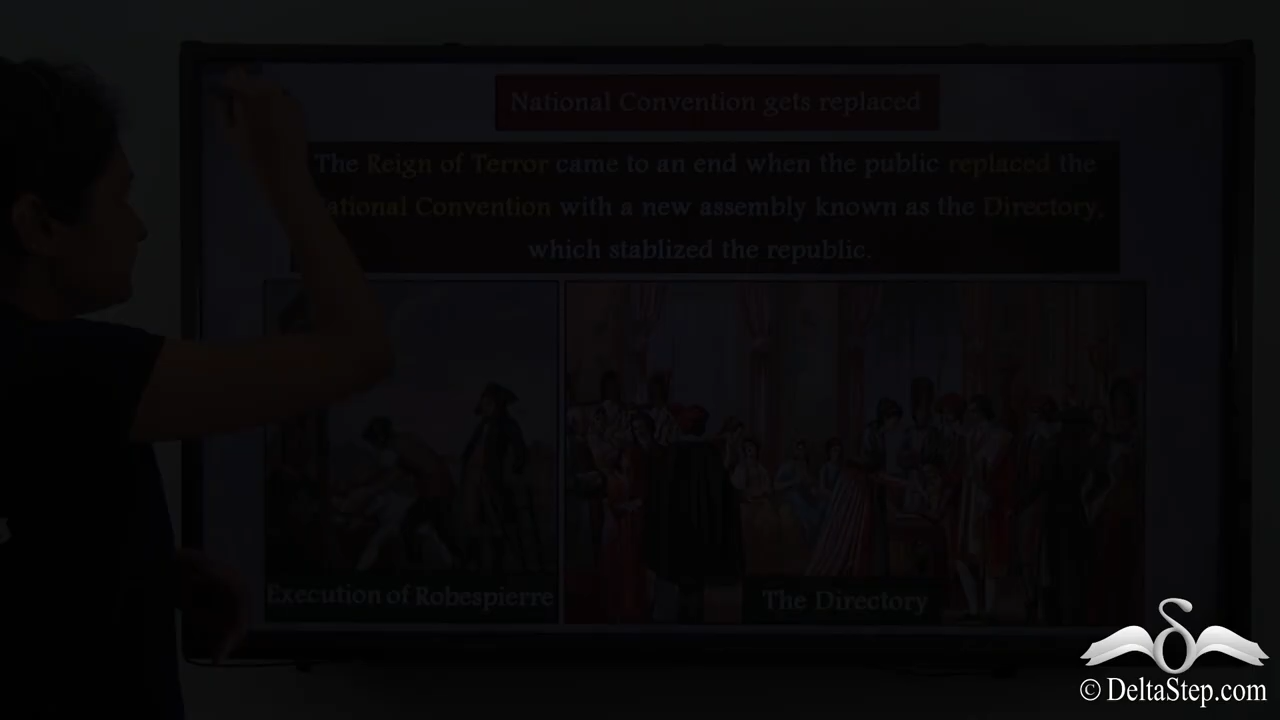 National Convention gets replaced
The Reign of Terror came to an end when the public replaced the
ational Convention with a new assembly known as the Directory,
which stablized the republic.
Execution of Robespierre
The Directory
© DeltaStep.com